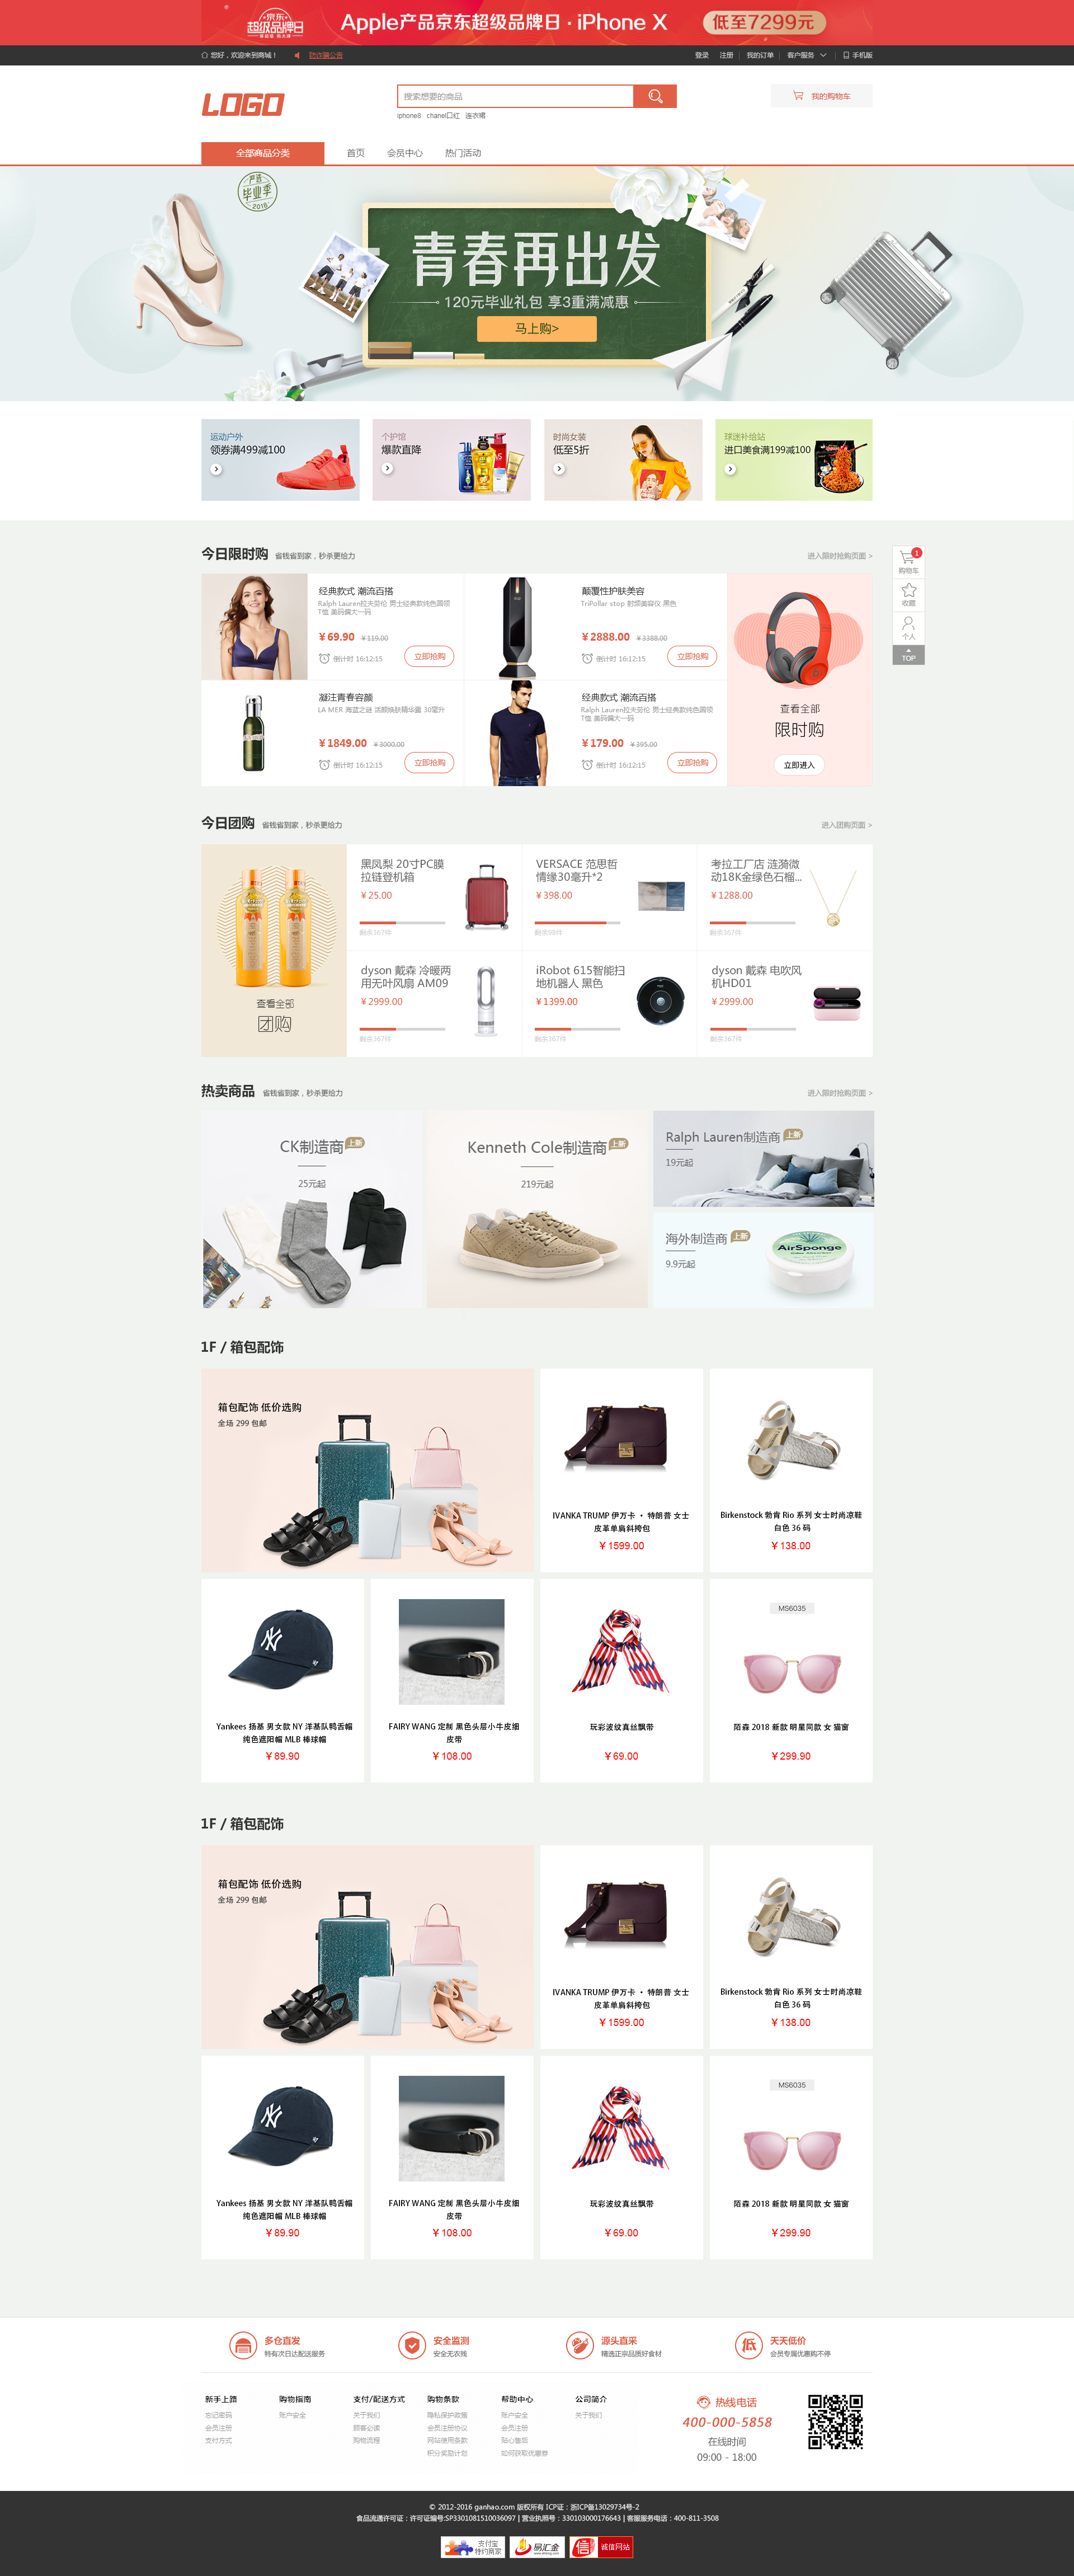 京东
超级品牌日
Apple产品京东超级品牌日 · iPhone X
低至7299元
您好，欢迎来到商城！
防诈骗公告
登录
注册
我的订单
客户服务
手机版
LOGO
搜索想要的商品
我的购物车
iphone8 chanel口红 连衣裙
全部商品分类
首页
会员中心
热门活动
严选
毕业季
2018
青春再出发
120元毕业礼包 享3重满减惠
马上购>
运动户外
领券满499减100
个护馆
爆款直降
时尚女装
低至5折
球迷补给站
进口美食满199减100
今日限时购 省钱省到家，秒杀更给力
进入限时抢购页面 >
1
购物车
收藏
个人
TOP
经典款式 潮流百搭
Ralph Lauren拉夫劳伦 男士经典款纯色圆领
T恤 美码偏大一码
￥69.90 ￥119.00
倒计时 16:12:15
立即抢购
颠覆性护肤美容
TriPollar stop 射频美容仪 黑色
￥2888.00 ￥3388.00
倒计时 16:12:15
立即抢购
凝注青春容颜
LA MER 海蓝之谜 活颜焕肤精华露 30毫升
￥1849.00 ￥3000.00
倒计时 16:12:15
立即抢购
经典款式 潮流百搭
Ralph Lauren拉夫劳伦 男士经典款纯色圆领
T恤 美码偏大一码
￥179.00 ￥395.00
倒计时 16:12:15
立即抢购
查看全部
限时购
立即进入
今日团购 省钱省到家，秒杀更给力
进入团购页面 >
查看全部
团购
黑凤梨 20寸PC膜
拉链登机箱
￥25.00
剩余367件
VERSACE 范思哲
情缘30毫升*2
￥398.00
剩余98件
考拉工厂店 涟漪微
动18K金绿色石榴...
￥1288.00
剩余367件
dyson 戴森 冷暖两
用无叶风扇 AM09
￥2999.00
剩余367件
iRobot 615智能扫
地机器人 黑色
￥1399.00
剩余367件
dyson 戴森 电吹风
机HD01
￥2999.00
剩余367件
热卖商品 省钱省到家，秒杀更给力
进入限时抢购页面 >
CK制造商 上新
25元起
Kenneth Cole制造商 上新
219元起
Ralph Lauren制造商 上新
19元起
海外制造商 上新
9.9元起
AirSponge
1F / 箱包配饰
箱包配饰 低价选购
全场 299 包邮
IVANKA TRUMP 伊万卡 · 特朗普 女士
皮革单肩斜挎包
￥1599.00
Birkenstock 勃肯 Rio 系列 女士时尚凉鞋
白色 36 码
￥138.00
Yankees 扬基 男女款 NY 洋基队鸭舌帽
纯色遮阳帽 MLB 棒球帽
￥89.90
FAIRY WANG 定制 黑色头层小牛皮细
皮带
￥108.00
玩彩波纹真丝飘带
￥69.00
MS6035
陌森 2018 新款 明星同款 女 猫窗
￥299.90
1F / 箱包配饰
箱包配饰 低价选购
全场 299 包邮
IVANKA TRUMP 伊万卡 · 特朗普 女士
皮革单肩斜挎包
￥1599.00
Birkenstock 勃肯 Rio 系列 女士时尚凉鞋
白色 36 码
￥138.00
Yankees 扬基 男女款 NY 洋基队鸭舌帽
纯色遮阳帽 MLB 棒球帽
￥89.90
FAIRY WANG 定制 黑色头层小牛皮细
皮带
￥108.00
玩彩波纹真丝飘带
￥69.00
MS6035
陌森 2018 新款 明星同款 女 猫窗
￥299.90
多仓直发
特有次日达配送服务
安全监测
安全无农残
源头直采
精选正宗品质好食材
低
天天低价
会员专属优惠购不停
新手上路
忘记密码
会员注册
支付方式
购物指南
账户安全
支付/配送方式
关于我们
顾客必读
购物流程
购物条款
隐私保护政策
会员注册协议
网站使用条款
积分奖励计划
帮助中心
账户安全
会员注册
贴心售后
如何获取优惠券
公司简介
关于我们
热线电话
400-000-5858
在线时间
09:00 - 18:00
© 2012-2016 ganhao.com 版权所有 ICP证：浙ICP备13029734号-2
食品流通许可证：许可证编号:SP3301081510036097 | 营业执照号：330103000176643 | 客服服务电话：400-811-3508
支付宝
特约商家
易汇金
信
诚信网站